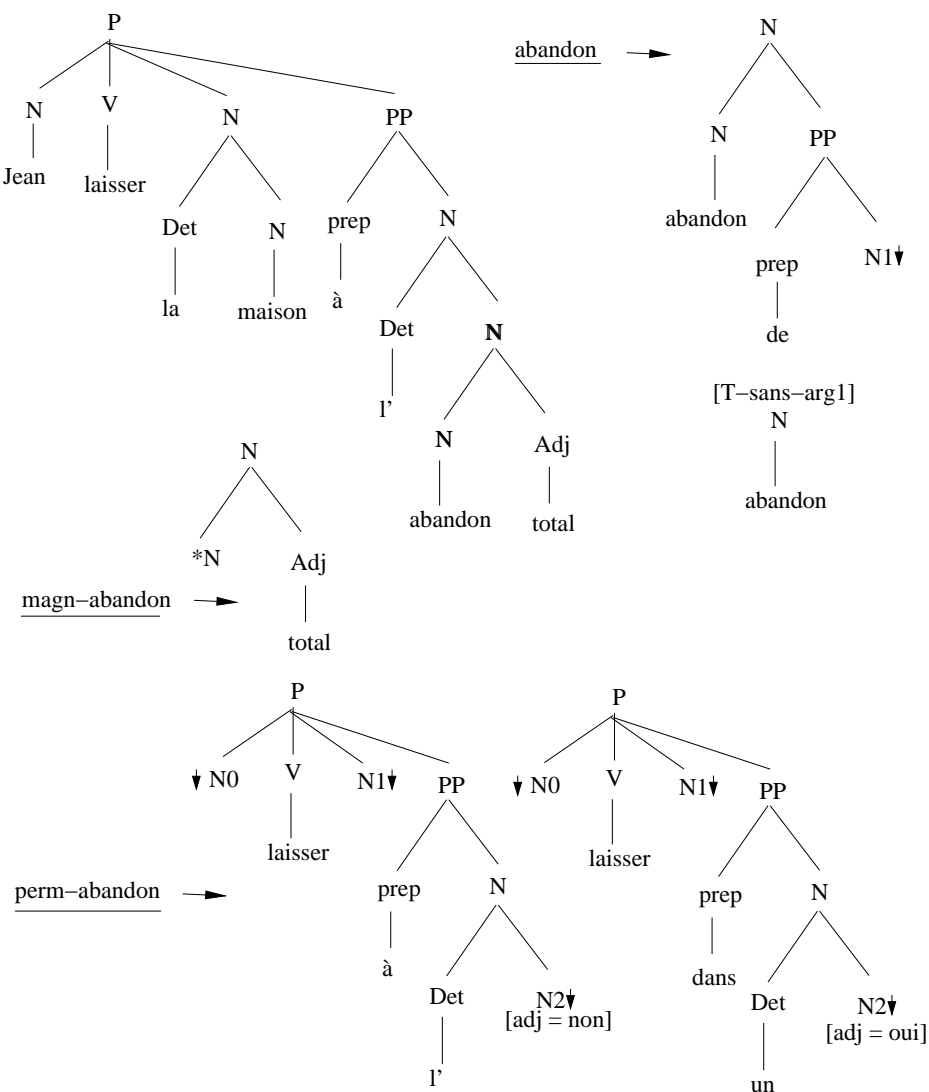 P
N V N PP
Jean laisser
Det N prep N
la maison à
Det N
l'
N Adj
abandon total
abandon
N
N PP
abandon
prep N1
de
[T−sans−arg1]
N
abandon
N
*N Adj
magn−abandon
total
P
N0 V N1 PP
laisser
prep N
perm−abandon
à
Det N2
[adj = non]
l'
P
N0 V N1 PP
laisser
prep N
dans
Det N2
[adj = oui]
un